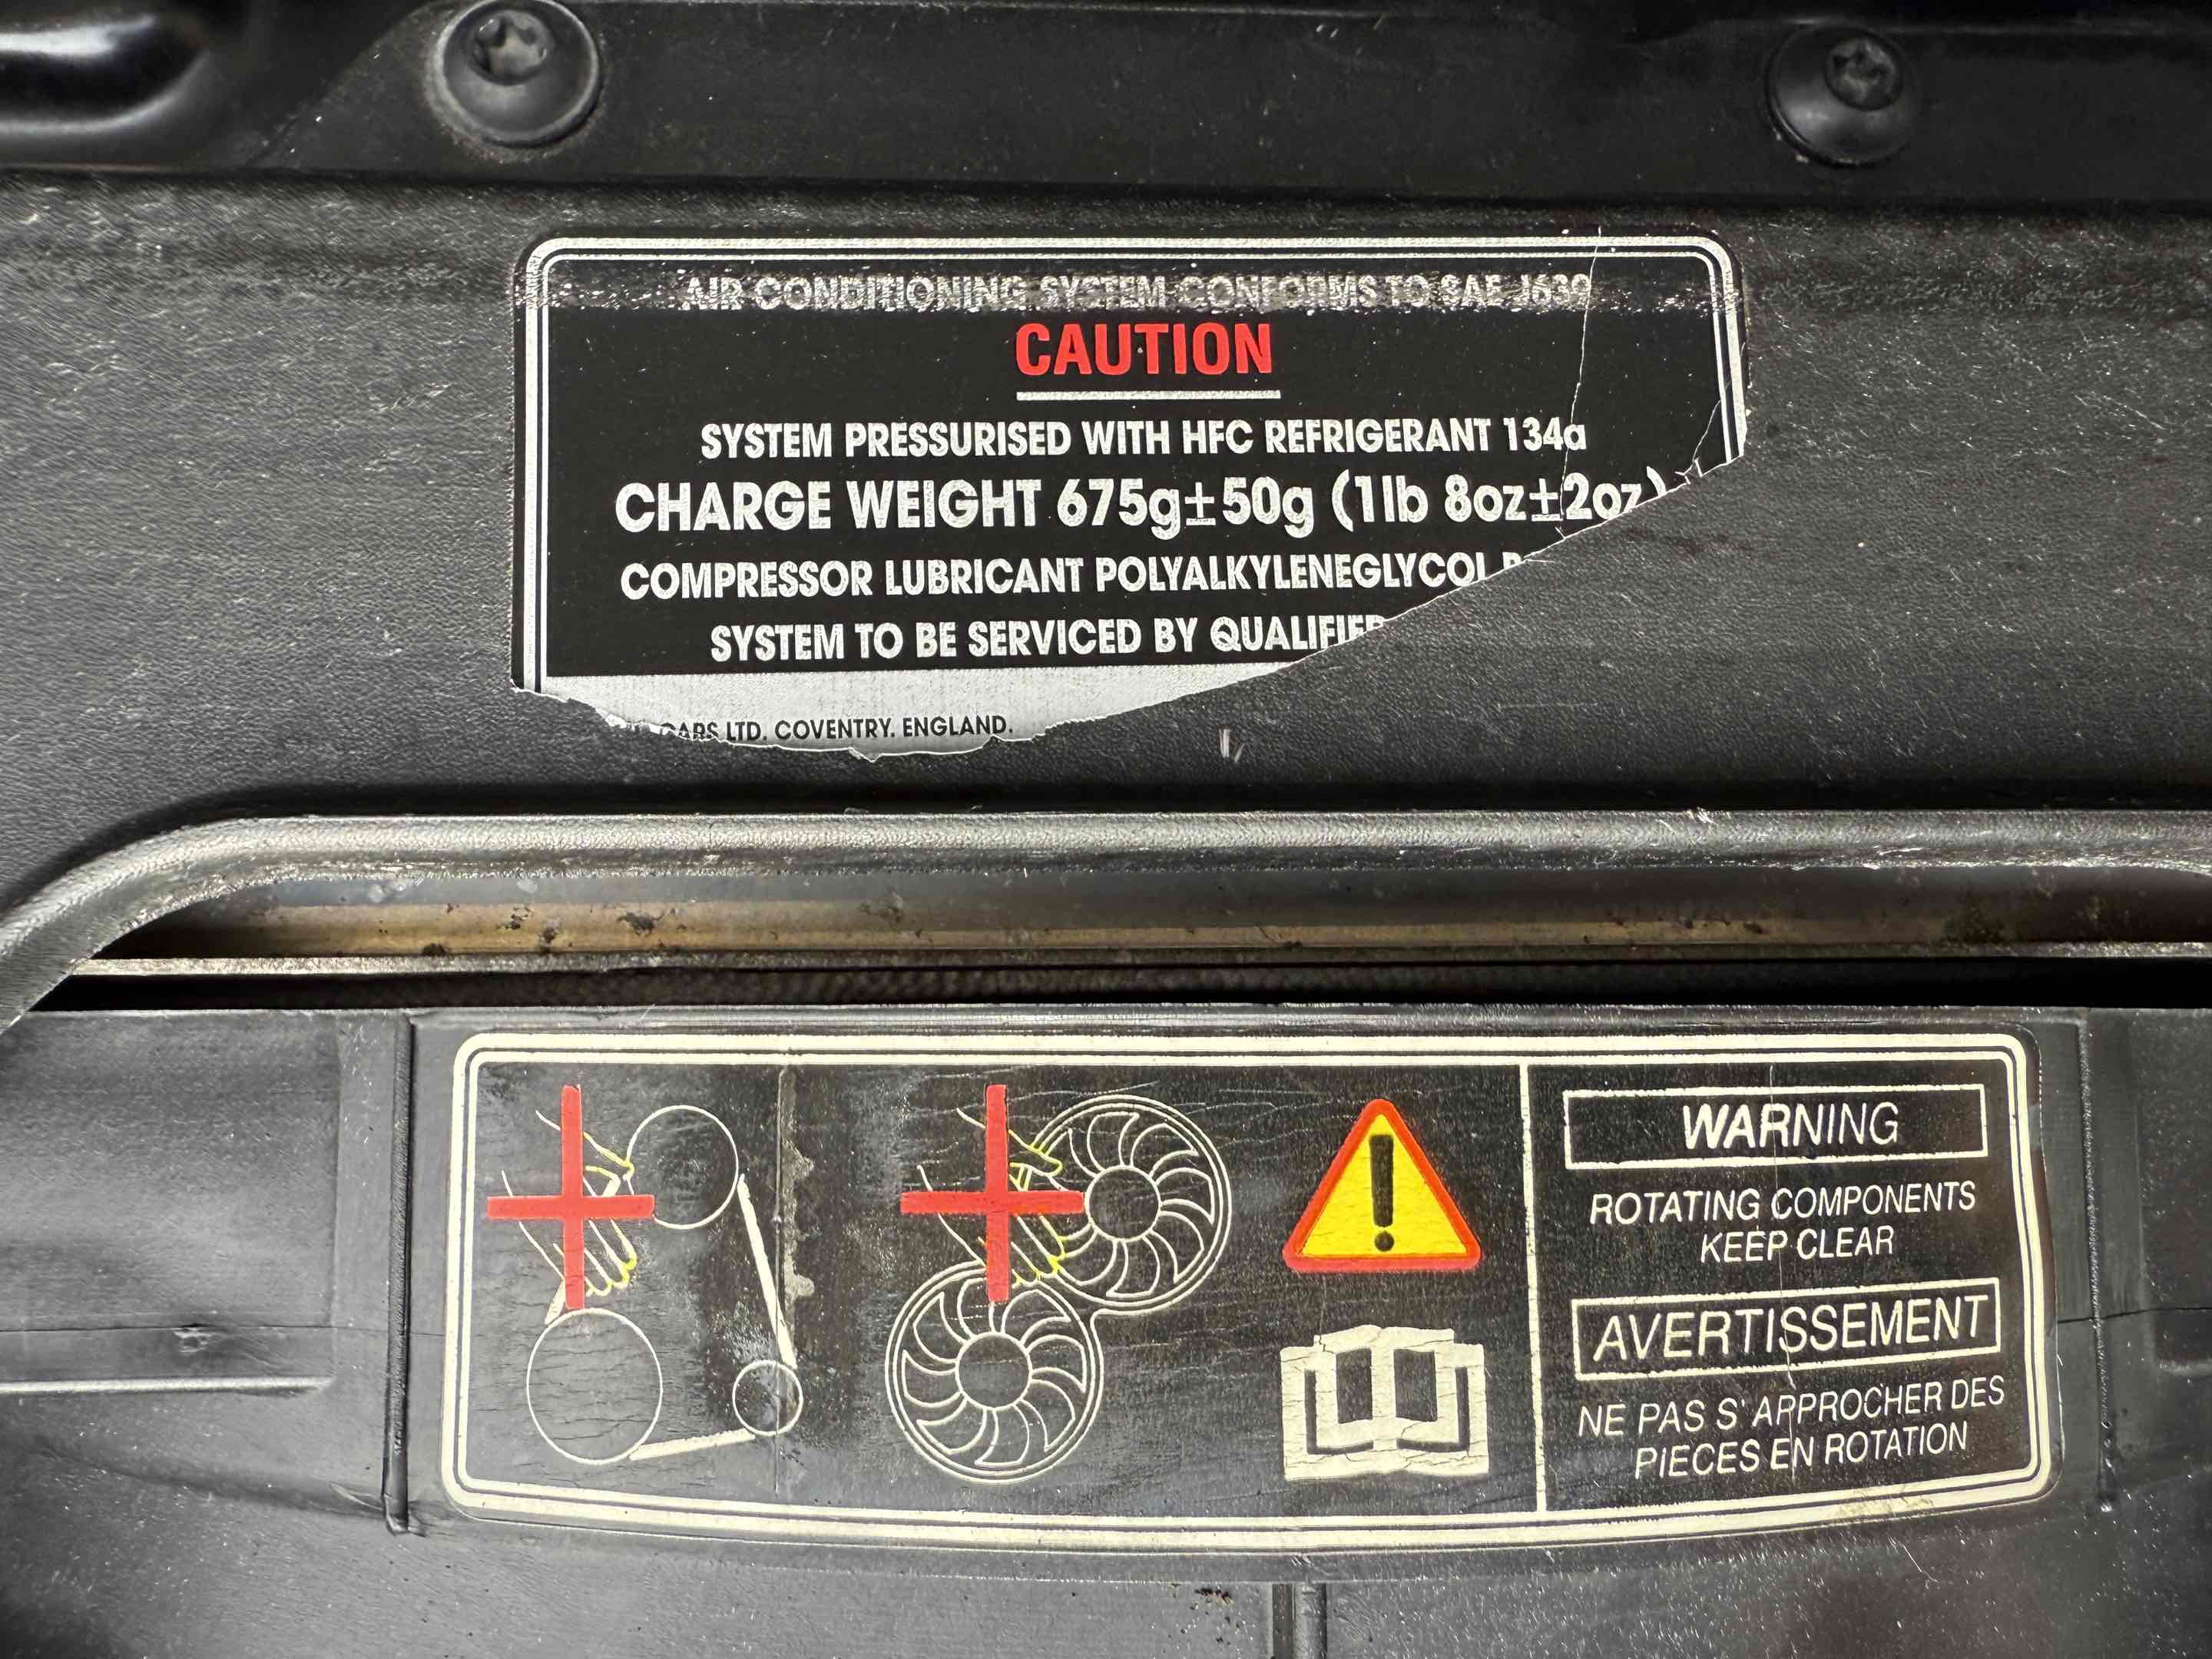 AIR CONDITIONING SYSTEM CONFORMS TO SAE J639
CAUTION
SYSTEM PRESSURISED WITH HFC REFRIGERANT 134a
CHARGE WEIGHT 675g±50g (1lb 8oz±2oz)
COMPRESSOR LUBRICANT POLYALKYLENEGLYCOL
SYSTEM TO BE SERVICED BY QUALIFIED
CARS LTD. COVENTRY. ENGLAND.
WARNING
ROTATING COMPONENTS
KEEP CLEAR
AVERTISSEMENT
NE PAS S' APPROCHER DES
PIECES EN ROTATION